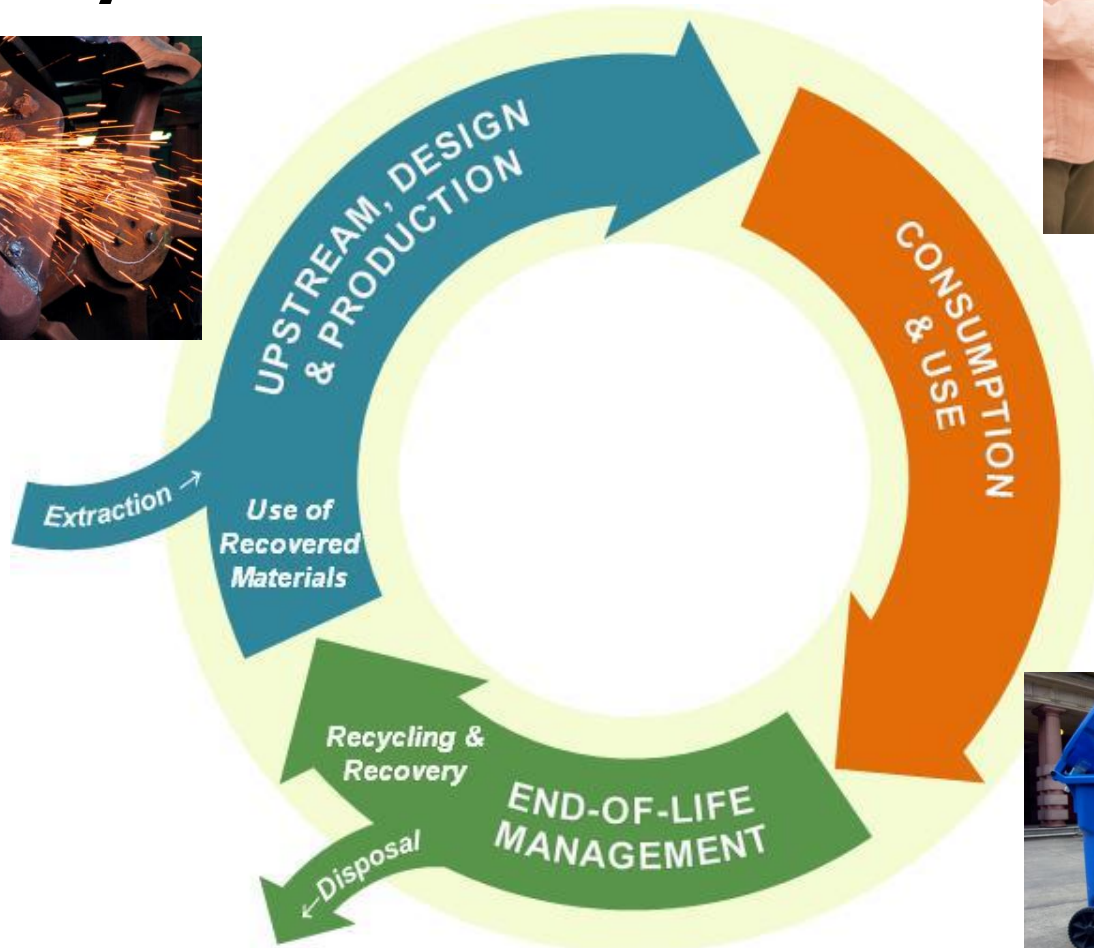 UPSTREAM, DESIGN
& PRODUCTION
CONSUMPTION
& USE
Extraction →
Use of
Recovered
Materials
Recycling &
Recovery
END-OF-LIFE
MANAGEMENT
←Disposal